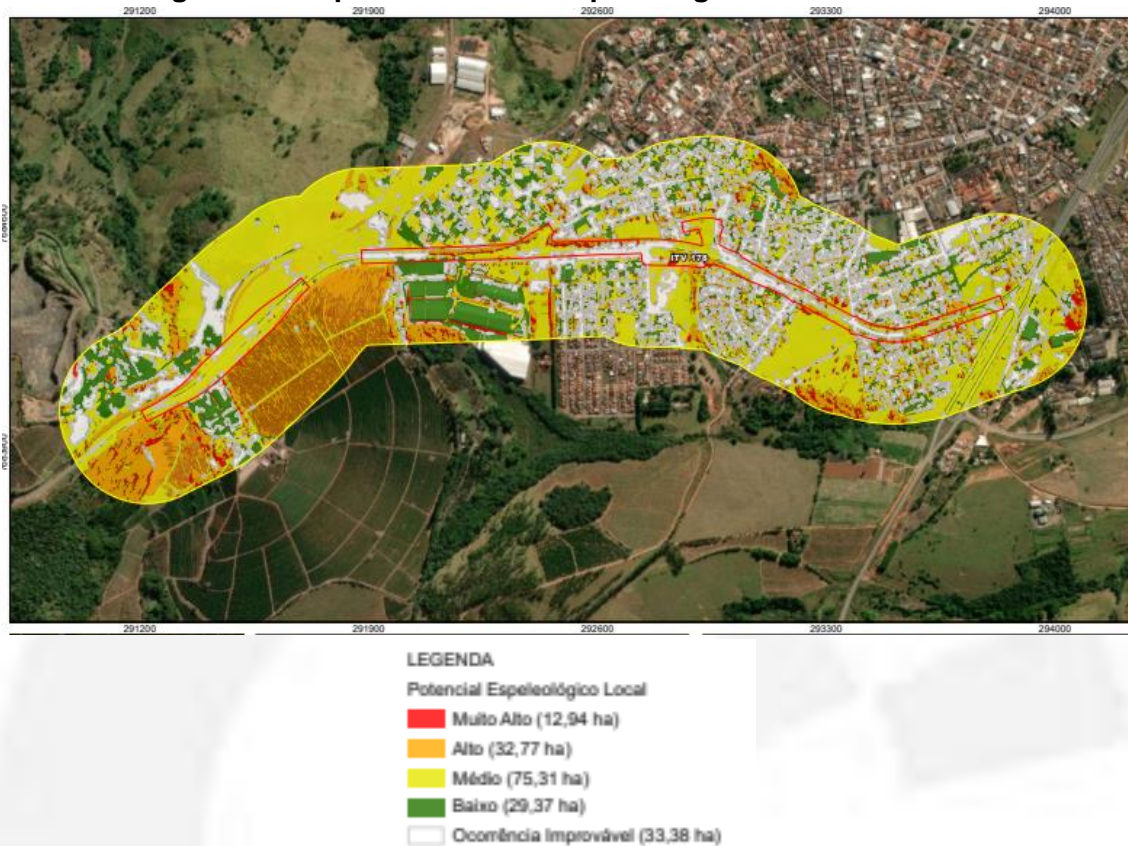 291200 291900 292600 293300 294000
ITV 178
291200 291900 292600 293300 294000
LEGENDA
Potencial Espeleológico Local
Muito Alto (12,94 ha)
Alto (32,77 ha)
Médio (75,31 ha)
Baixo (29,37 ha)
Ocorrência Improvável (33,38 ha)